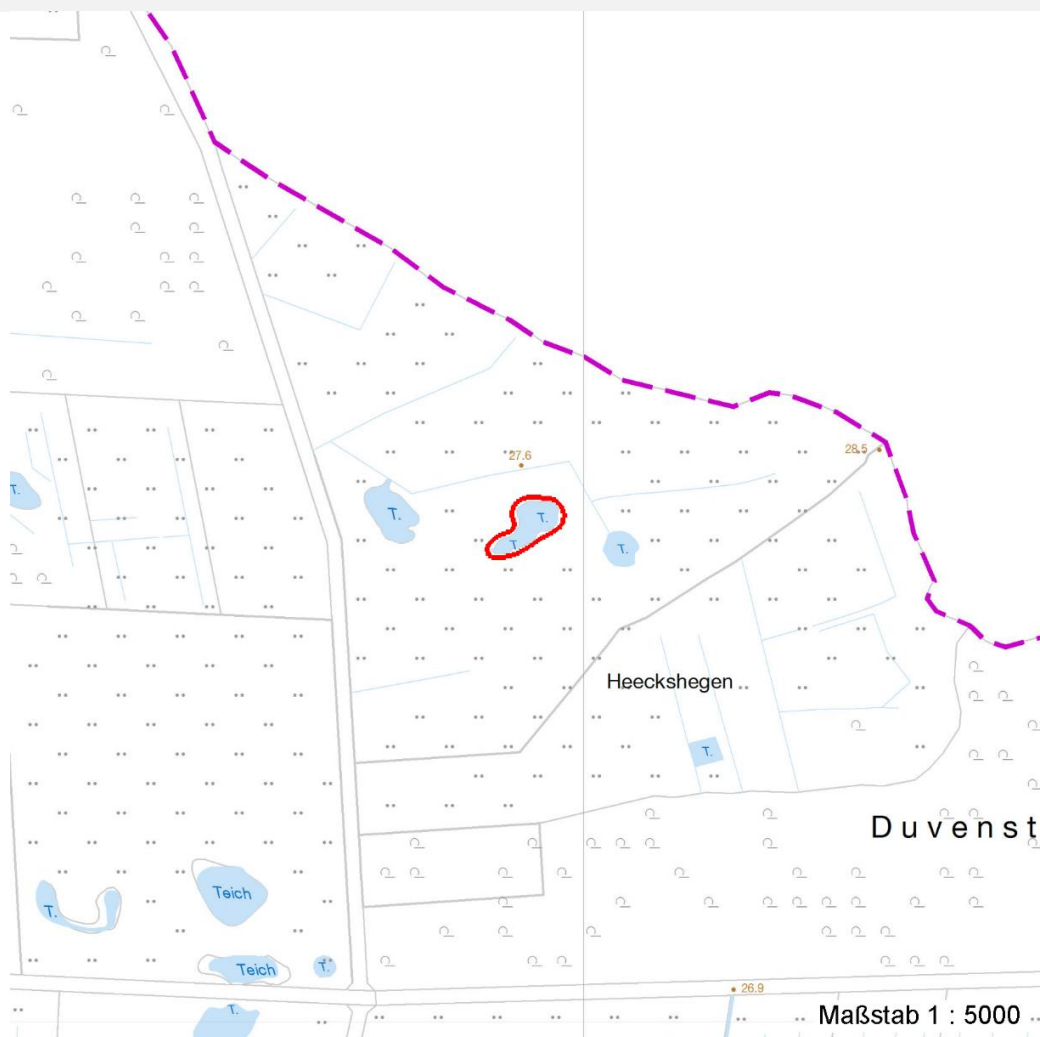 27.6
28.5
T.
T.
T.
T.
T.
Heeckshegen
T.
Duvenst
Teich
T.
Teich
T.
26.9
T.
Maßstab 1 : 5000